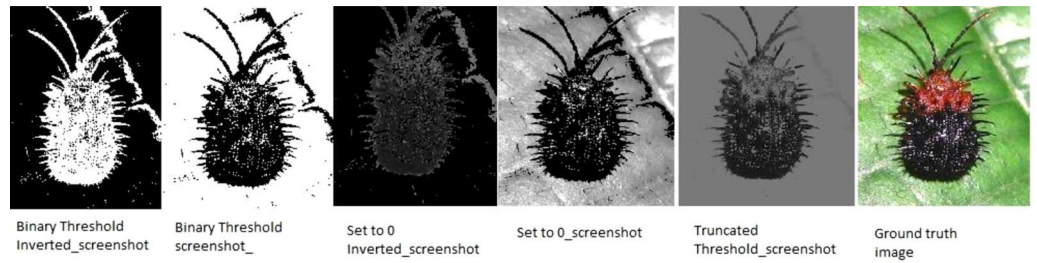 Binary Threshold
Inverted_screenshot
Binary Threshold
screenshot_
Set to 0
Inverted_screenshot
Set to 0_screenshot
Truncated
Threshold_screenshot
Ground truth
image